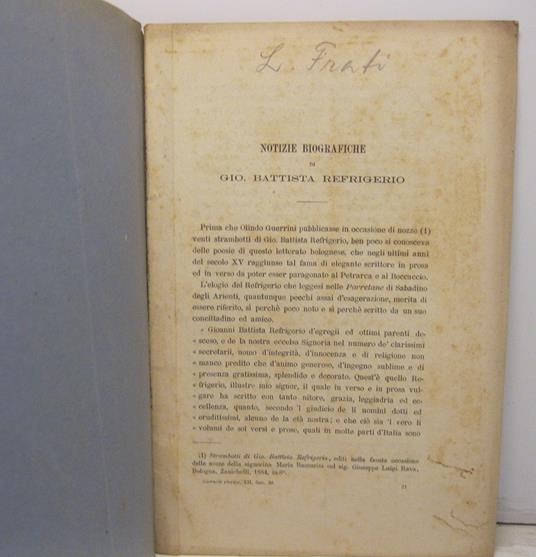 L Frati
NOTIZIE BIOGRAFICHE
DI
GIO. BATTISTA REFRIGERIO
Prima che Olindo Guerrini pubblicasse in occasione di nozze (1)
venti strambotti di Gio. Battista Refrigerio, ben poco si conosceva
delle poesie di questo letterato bolognese, che negli ultimi anni
del secolo XV raggiunse tal fama di elegante scrittore in prosa
ed in verso da poter esser paragonato al Petrarca e al Boccaccio.
L'elogio del Refrigerio che leggesi nelle Porretane di Sabadino
degli Arienti, quantunque pecchi assai d'esagerazione, merita di
essere riferito, sì perchè poco noto e sì perchè scritto da un suo
concittadino ed amico.
« Gioanni Battista Refrigerio d'egregii ed ottimi parenti de-
« sceso, e de la nostra eccelsa Signoria nel numero de' clarissimi
« secretarii, uomo d'integrità, d'innocenza e di religione non
« manco predito che d'animo generoso, d'ingegno sublime e di
« presenza gratissima, splendido e decorato. Quest'è quello Re-
« frigerio, illustre mio signor, il quale in verso e in prosa vul-
« gare ha scritto con tanto nitore, grazia, leggiadria ed ec-
« cellenza, quanto, secondo 'l giudicio de li uomini dotti ed
« eruditissimi, alcuno de la età nostra; e che ciò sia 'l vero li
« volumi de soi versi e prose, quali in molte parti d'Italia sono
(1) Strambotti di Gio. Battista Refrigerio, editi nella fausta occasione
delle nozze della signorina Maria Bazzarini col sig. Giuseppe Luigi Rava,
Bologna, Zanichelli, 1884, in-8°.
Giornale storico, XII, fasc. 36. 21